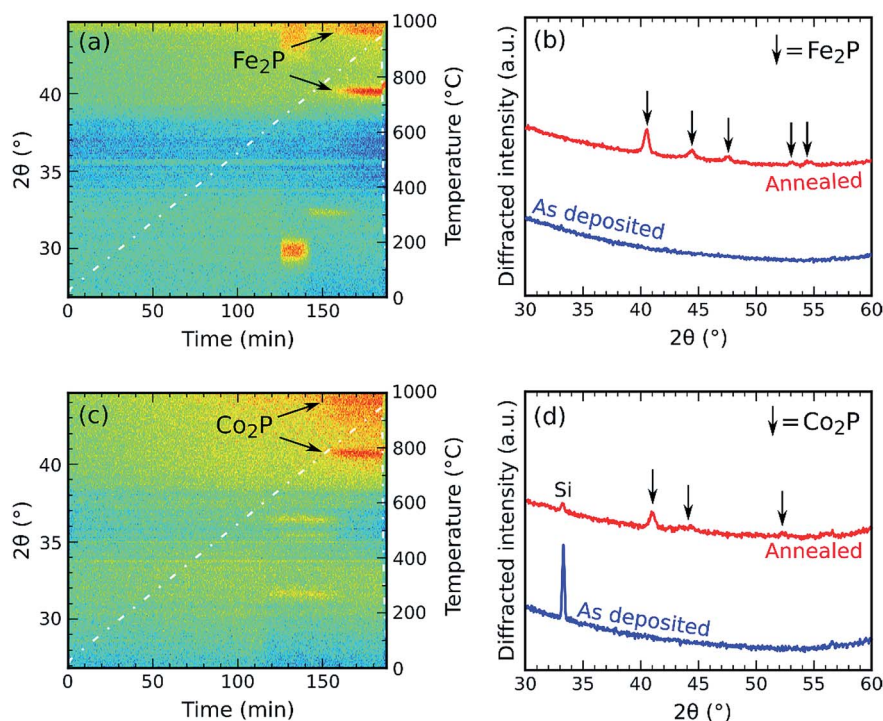 (a)
Fe₂P
2θ (°)
40
35
30
0
50
100
150
Time (min)
1000
800
600
400
200
0
Temperature (°C)
(b)
↓=Fe₂P
Diffracted intensity (a.u.)
Annealed
As deposited
30
35
40
45
50
55
60
2θ (°)
(c)
Co₂P
2θ (°)
40
35
30
0
50
100
150
Time (min)
1000
800
600
400
200
0
Temperature (°C)
(d)
↓=Co₂P
Diffracted intensity (a.u.)
Si
Annealed
As deposited
30
35
40
45
50
55
60
2θ (°)